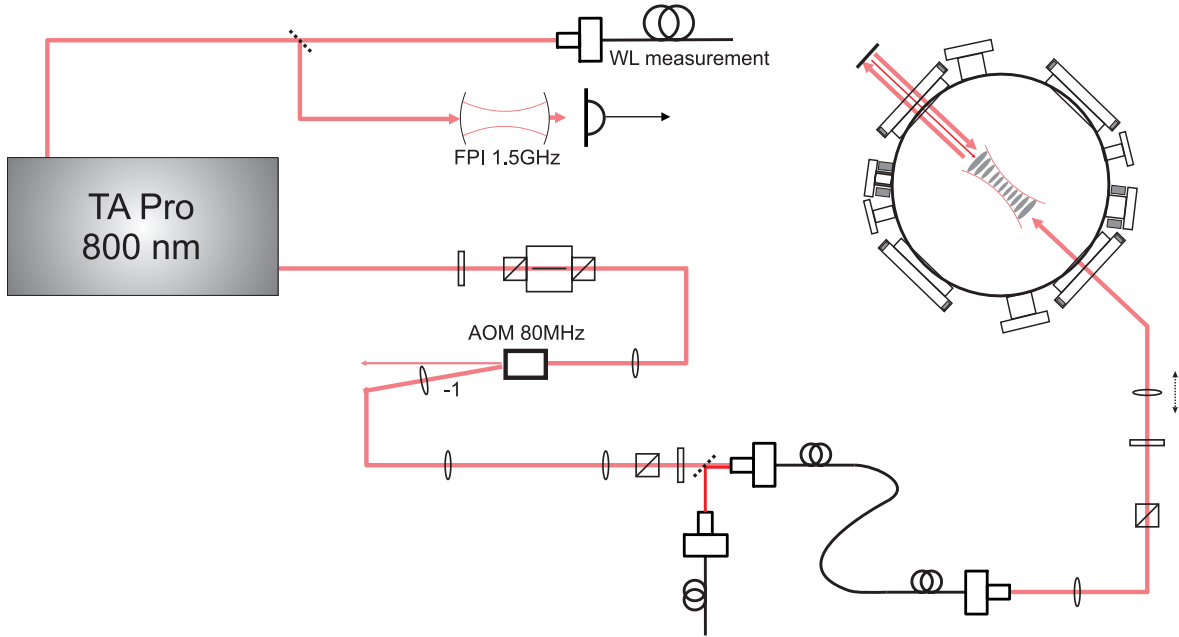 WL measurement
FPI 1.5GHz
TA Pro
800 nm
AOM 80MHz
-1